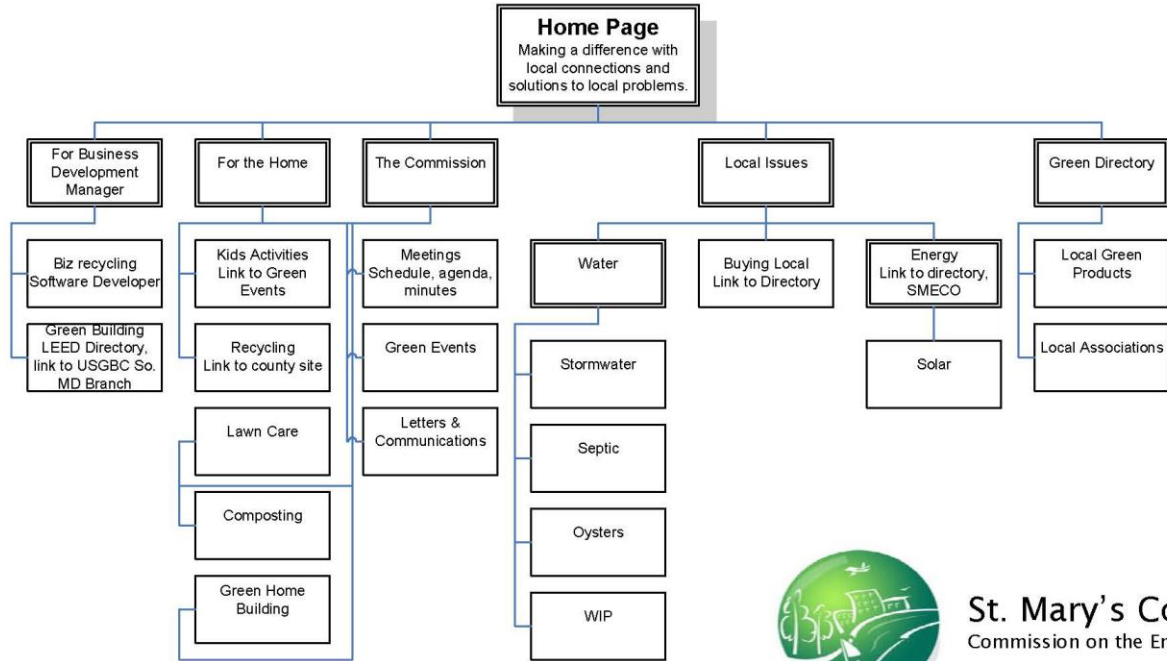 Home Page
Making a difference with
local connections and
solutions to local problems.
For Business
Development
Manager
For the Home
The Commission
Local Issues
Green Directory
Biz recycling
Software Developer
Green Building
LEED Directory,
link to USGBC So.
MD Branch
Kids Activities
Link to Green
Events
Recycling
Link to county site
Lawn Care
Composting
Green Home
Building
Meetings
Schedule, agenda,
minutes
Green Events
Letters &
Communications
Water
Stormwater
Septic
Oysters
WIP
Buying Local
Link to Directory
Energy
Link to directory,
SMECO
Solar
Local Green
Products
Local Associations
St. Mary's Co
Commission on the En